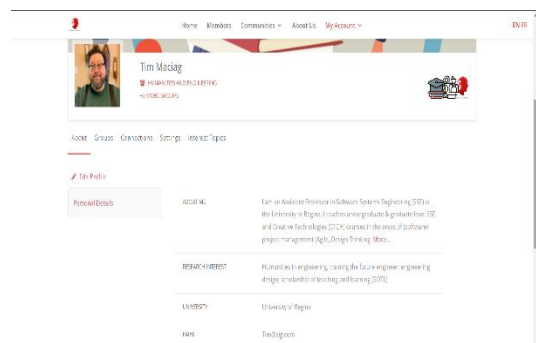 Home Members Communities About Us My Account EN FR
Tim Maciag
HUMANITIES AND ENGINEERING
+3 MORE GROUPS
About Groups Connections Settings Interest Topics
Edit Profile
Personal Details
ABOUT ME
I am an Assistant Professor in Software Systems Engineering (SSE) at
the University of Regina. I teaches undergraduate & graduate level SSE
and Creative Technologies (CTCH) courses in the areas of (software)
project management (Agile, Design Thinking, More...
RESEARCH INTEREST
Humanities in engineering, training the future engineer, engineering
design, scholarship of teaching and learning (SOTL)
UNIVERSITY
University of Regina
EMAIL